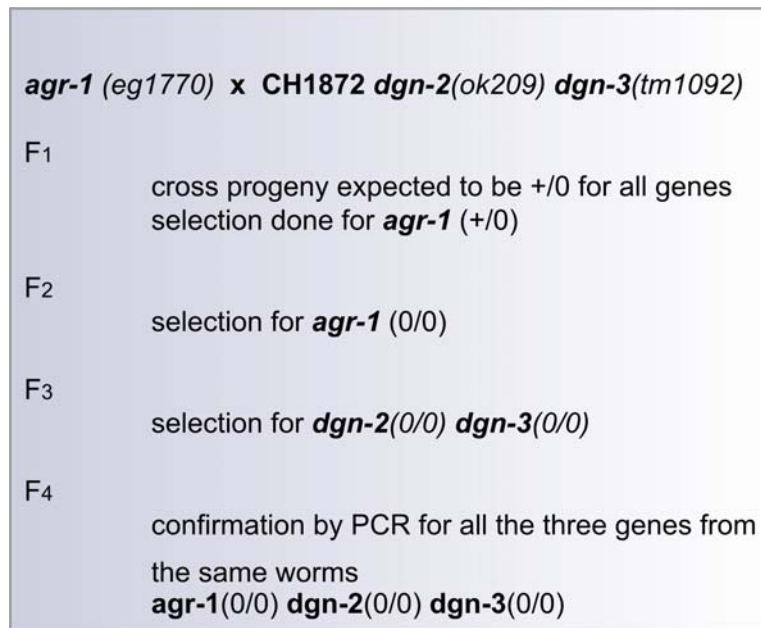 agr-1 (eg1770) x CH1872 dgn-2(ok209) dgn-3(tm1092)
F1
cross progeny expected to be +/0 for all genes
selection done for agr-1 (+/0)
F2
selection for agr-1 (0/0)
F3
selection for dgn-2(0/0) dgn-3(0/0)
F4
confirmation by PCR for all the three genes from
the same worms
agr-1(0/0) dgn-2(0/0) dgn-3(0/0)